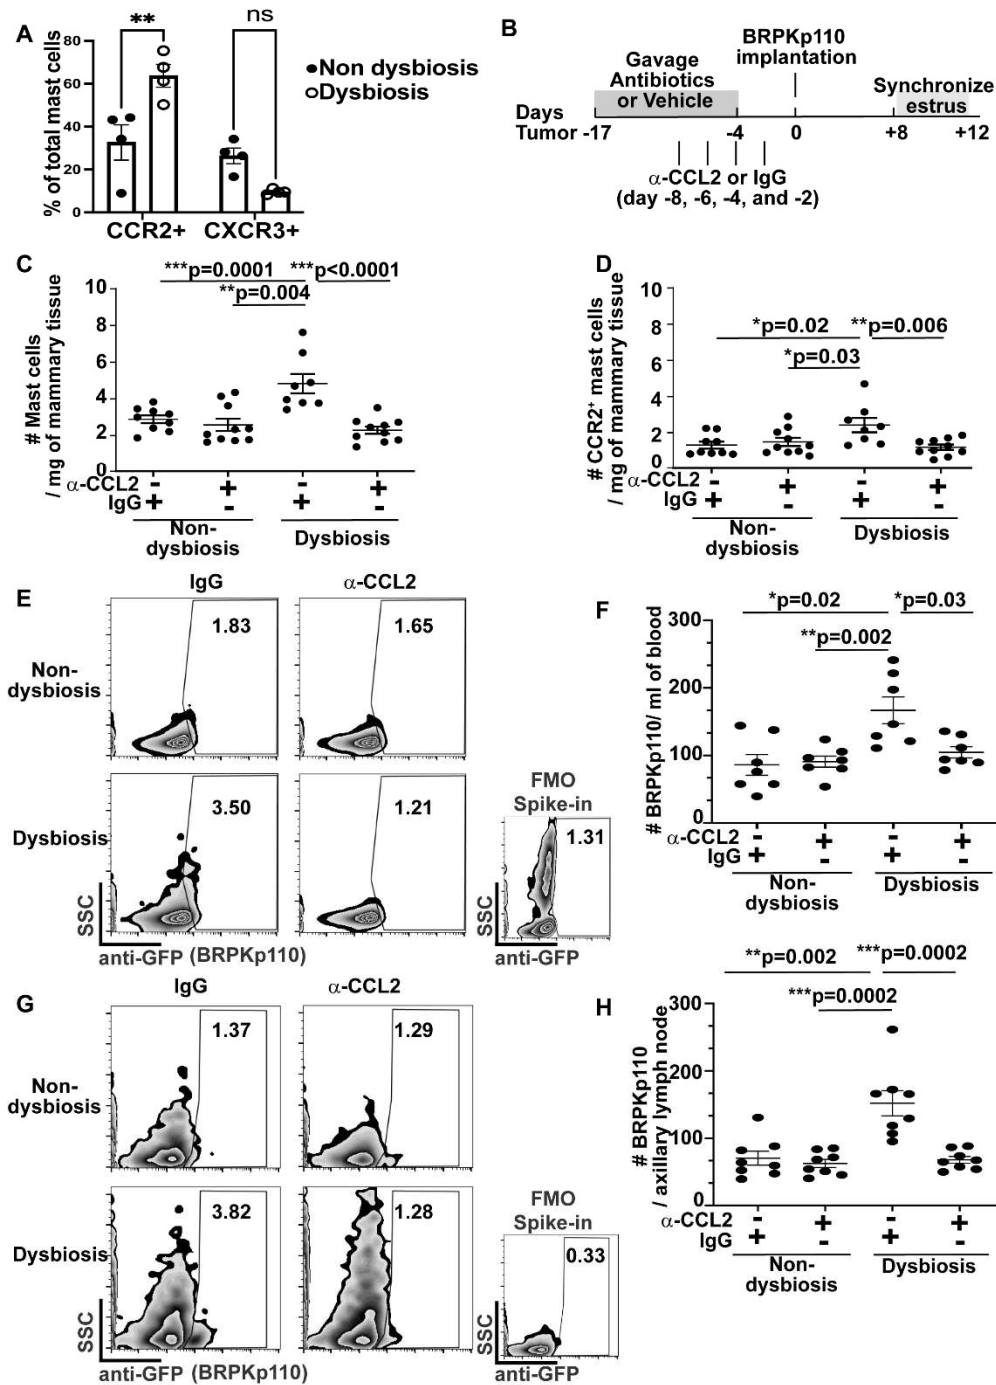 A
**
ns
% of total mast cells
80
60
40
20
0
CCR2+
CXCR3+
Non dysbiosis
Dysbiosis
B
BRPKp110
implantation
Gavage
Antibiotics
or Vehicle
Synchronize
estrus
Days
Tumor -17
-4
0
+8
+12
α-CCL2 or IgG
(day -8, -6, -4, and -2)
C
***p=0.0001
***p<0.0001
**p=0.004
# Mast cells
/ mg of mammary tissue
10
8
6
4
2
0
α-CCL2 - + - +
IgG + - + -
Non-
dysbiosis
Dysbiosis
D
*p=0.02
**p=0.006
*p=0.03
# CCR2+ mast cells
/ mg of mammary tissue
10
8
6
4
2
0
α-CCL2 - + - +
IgG + - + -
Non-
dysbiosis
Dysbiosis
E
IgG
α-CCL2
Non-
dysbiosis
1.83
1.65
Dysbiosis
3.50
1.21
SSC
anti-GFP (BRPKp110)
FMO
Spike-in
1.31
SSC
anti-GFP
F
*p=0.02
*p=0.03
**p=0.002
# BRPKp110/ ml of blood
300
200
100
0
α-CCL2 - + - +
IgG + - + -
Non-
dysbiosis
Dysbiosis
G
IgG
α-CCL2
Non-
dysbiosis
1.37
1.29
Dysbiosis
3.82
1.28
SSC
anti-GFP (BRPKp110)
FMO
Spike-in
0.33
SSC
anti-GFP
H
**p=0.002
***p=0.0002
***p=0.0002
# BRPKp110
/ axillary lymph node
300
200
100
0
α-CCL2 - + - +
IgG + - + -
Non-
dysbiosis
Dysbiosis